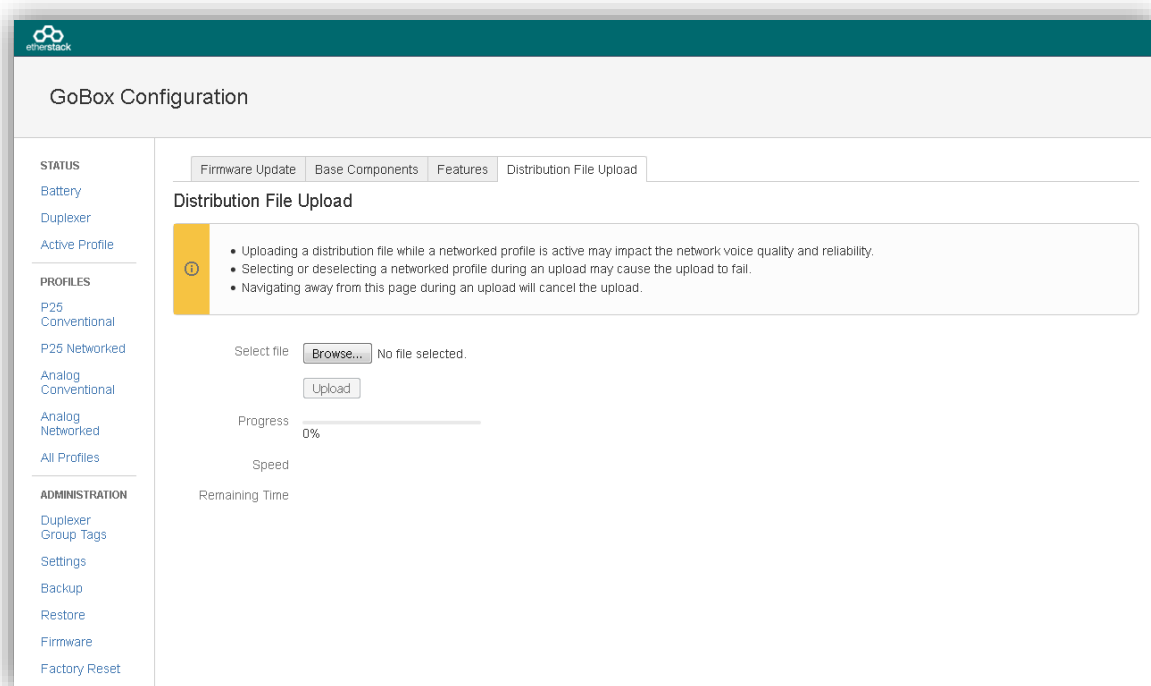 etherstack
GoBox Configuration
STATUS
Battery
Duplexer
Active Profile
PROFILES
P25
Conventional
P25 Networked
Analog
Conventional
Analog
Networked
All Profiles
ADMINISTRATION
Duplexer
Group Tags
Settings
Backup
Restore
Firmware
Factory Reset
Firmware Update Base Components Features Distribution File Upload
Distribution File Upload
• Uploading a distribution file while a networked profile is active may impact the network voice quality and reliability.
• Selecting or deselecting a networked profile during an upload may cause the upload to fail.
• Navigating away from this page during an upload will cancel the upload.
Select file Browse... No file selected.
Upload
Progress
0%
Speed
Remaining Time